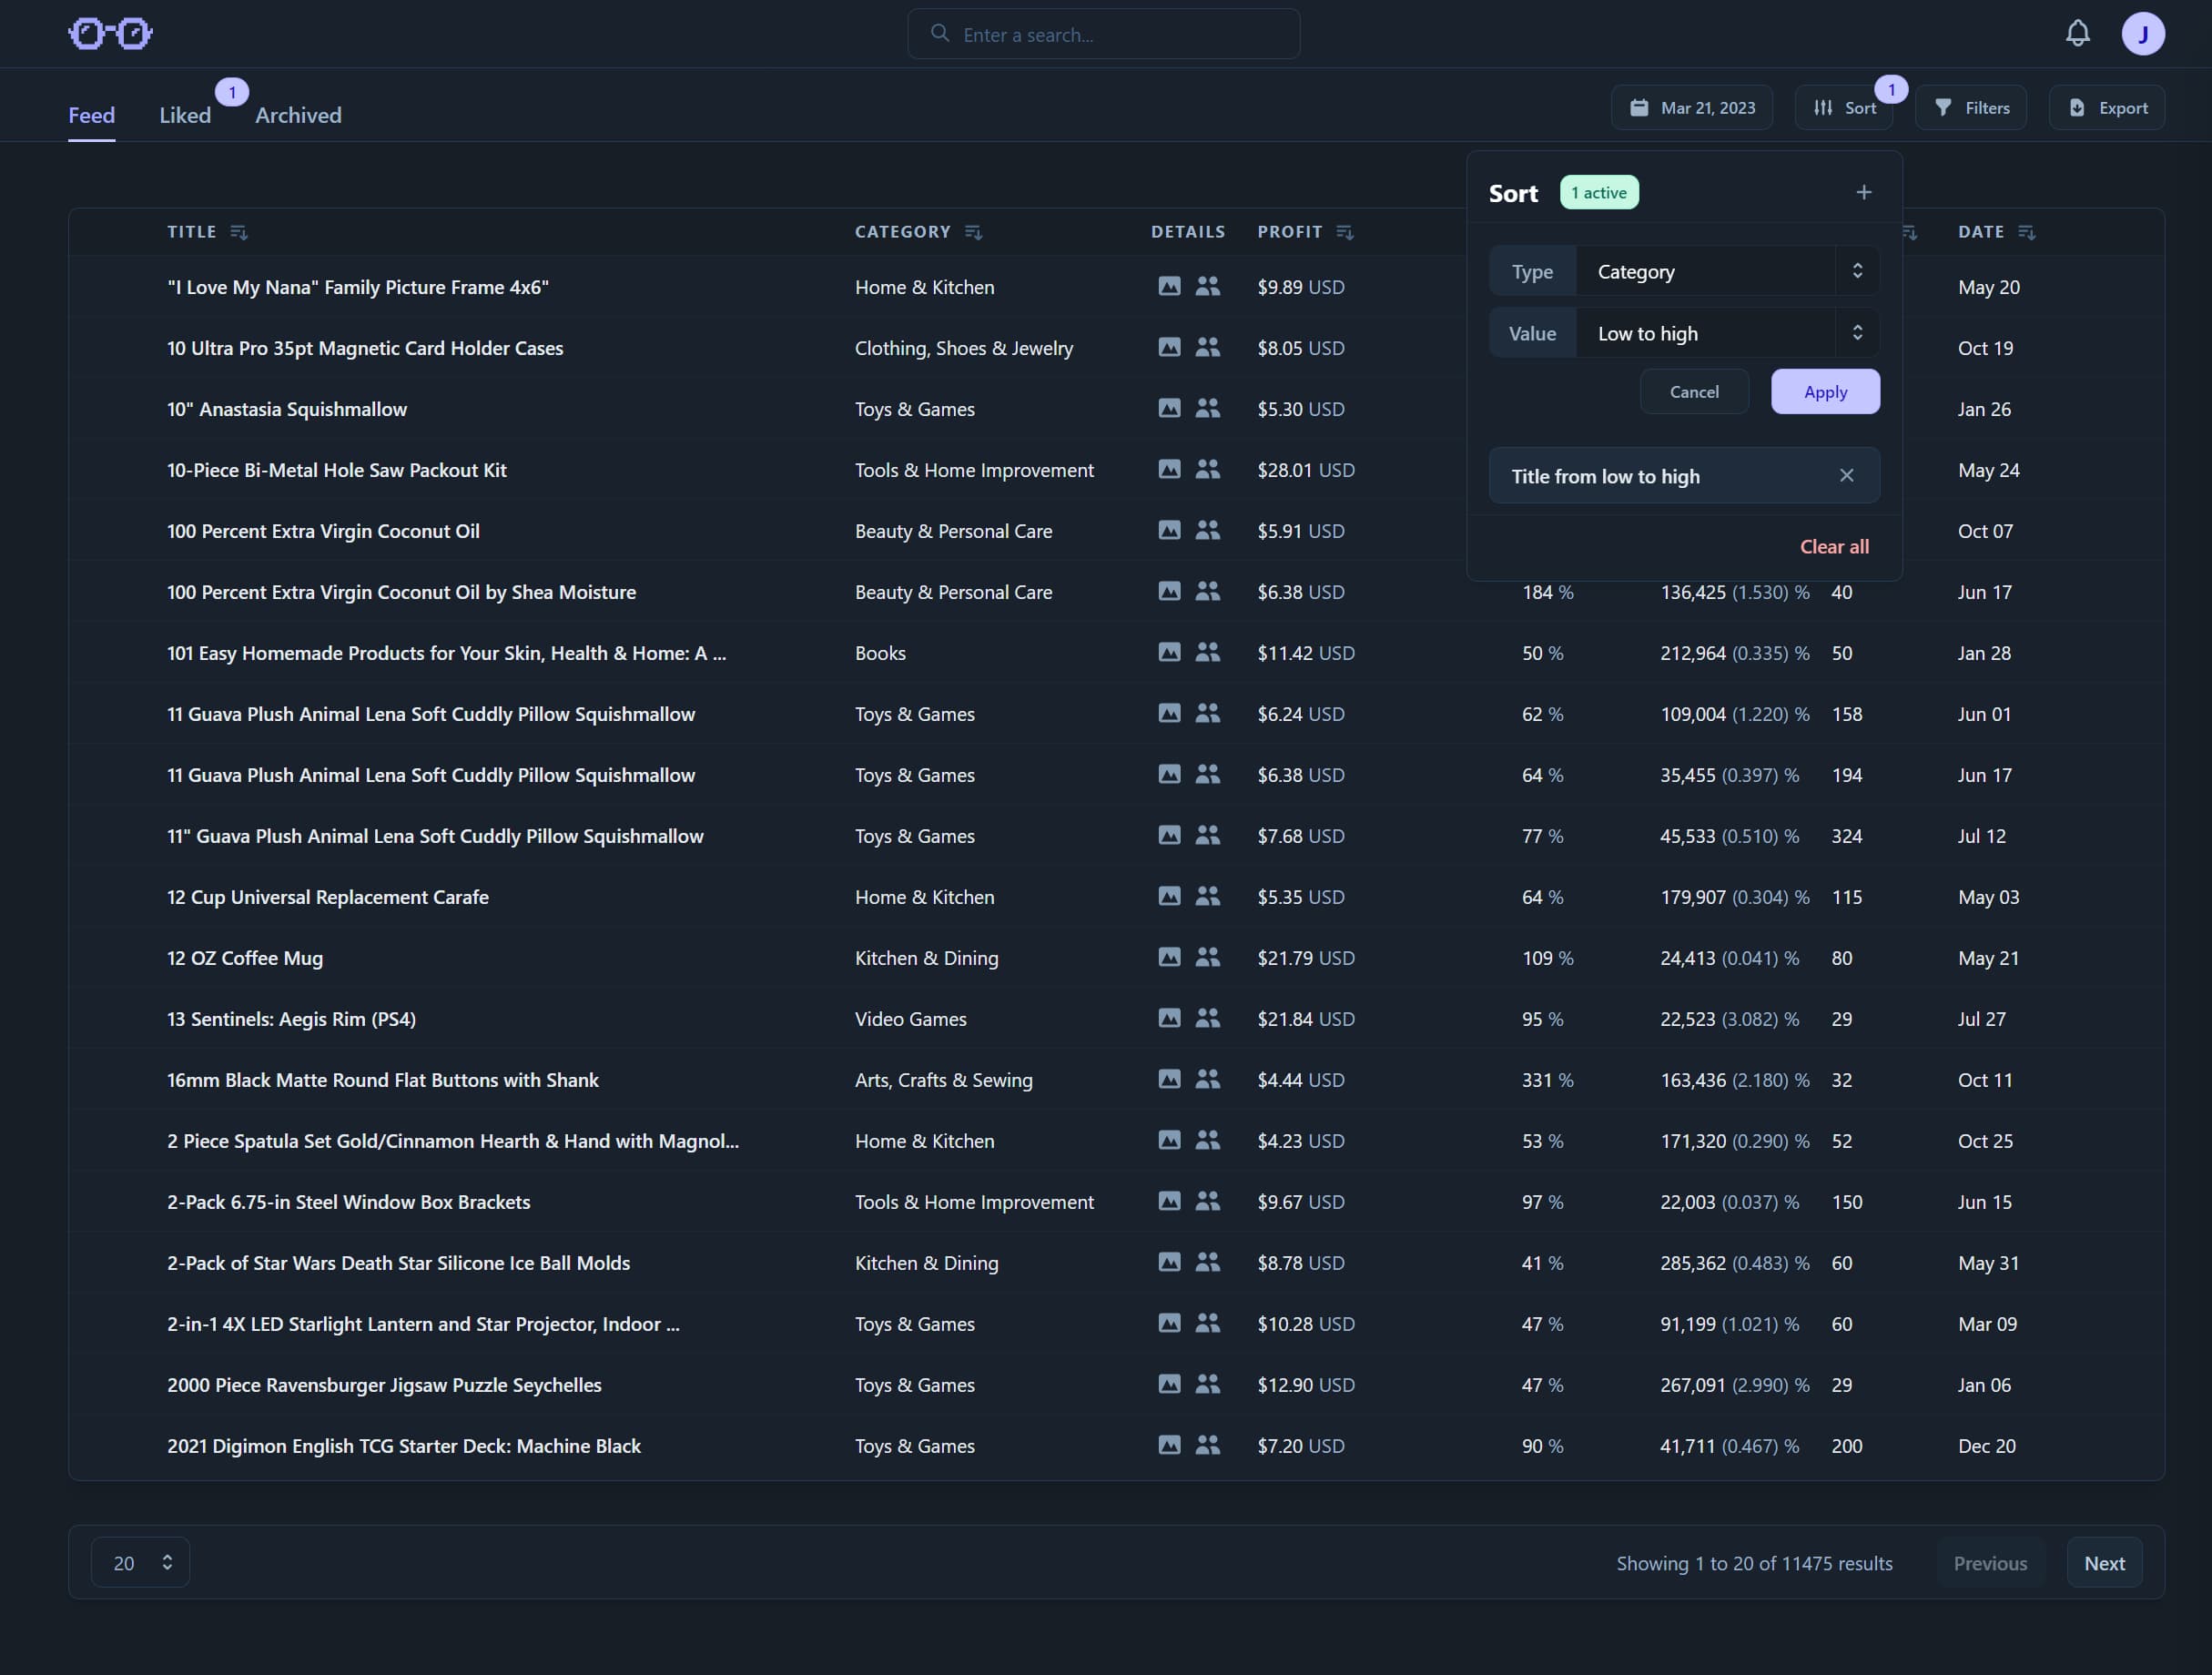 Enter a search...
J
Feed
Liked
1
Archived
Mar 21, 2023
Sort
1
Filters
Export
Sort
1 active
Type
Category
Value
Low to high
Cancel
Apply
Title from low to high
Clear all
TITLE CATEGORY DETAILS PROFIT DATE
"I Love My Nana" Family Picture Frame 4x6" Home & Kitchen $9.89 USD May 20
10 Ultra Pro 35pt Magnetic Card Holder Cases Clothing, Shoes & Jewelry $8.05 USD Oct 19
10" Anastasia Squishmallow Toys & Games $5.30 USD Jan 26
10-Piece Bi-Metal Hole Saw Packout Kit Tools & Home Improvement $28.01 USD May 24
100 Percent Extra Virgin Coconut Oil Beauty & Personal Care $5.91 USD Oct 07
100 Percent Extra Virgin Coconut Oil by Shea Moisture Beauty & Personal Care $6.38 USD 184 % 136,425 (1.530) % 40 Jun 17
101 Easy Homemade Products for Your Skin, Health & Home: A ... Books $11.42 USD 50 % 212,964 (0.335) % 50 Jan 28
11 Guava Plush Animal Lena Soft Cuddly Pillow Squishmallow Toys & Games $6.24 USD 62 % 109,004 (1.220) % 158 Jun 01
11 Guava Plush Animal Lena Soft Cuddly Pillow Squishmallow Toys & Games $6.38 USD 64 % 35,455 (0.397) % 194 Jun 17
11" Guava Plush Animal Lena Soft Cuddly Pillow Squishmallow Toys & Games $7.68 USD 77 % 45,533 (0.510) % 324 Jul 12
12 Cup Universal Replacement Carafe Home & Kitchen $5.35 USD 64 % 179,907 (0.304) % 115 May 03
12 OZ Coffee Mug Kitchen & Dining $21.79 USD 109 % 24,413 (0.041) % 80 May 21
13 Sentinels: Aegis Rim (PS4) Video Games $21.84 USD 95 % 22,523 (3.082) % 29 Jul 27
16mm Black Matte Round Flat Buttons with Shank Arts, Crafts & Sewing $4.44 USD 331 % 163,436 (2.180) % 32 Oct 11
2 Piece Spatula Set Gold/Cinnamon Hearth & Hand with Magnol... Home & Kitchen $4.23 USD 53 % 171,320 (0.290) % 52 Oct 25
2-Pack 6.75-in Steel Window Box Brackets Tools & Home Improvement $9.67 USD 97 % 22,003 (0.037) % 150 Jun 15
2-Pack of Star Wars Death Star Silicone Ice Ball Molds Kitchen & Dining $8.78 USD 41 % 285,362 (0.483) % 60 May 31
2-in-1 4X LED Starlight Lantern and Star Projector, Indoor ... Toys & Games $10.28 USD 47 % 91,199 (1.021) % 60 Mar 09
2000 Piece Ravensburger Jigsaw Puzzle Seychelles Toys & Games $12.90 USD 47 % 267,091 (2.990) % 29 Jan 06
2021 Digimon English TCG Starter Deck: Machine Black Toys & Games $7.20 USD 90 % 41,711 (0.467) % 200 Dec 20
20
Showing 1 to 20 of 11475 results
Previous
Next